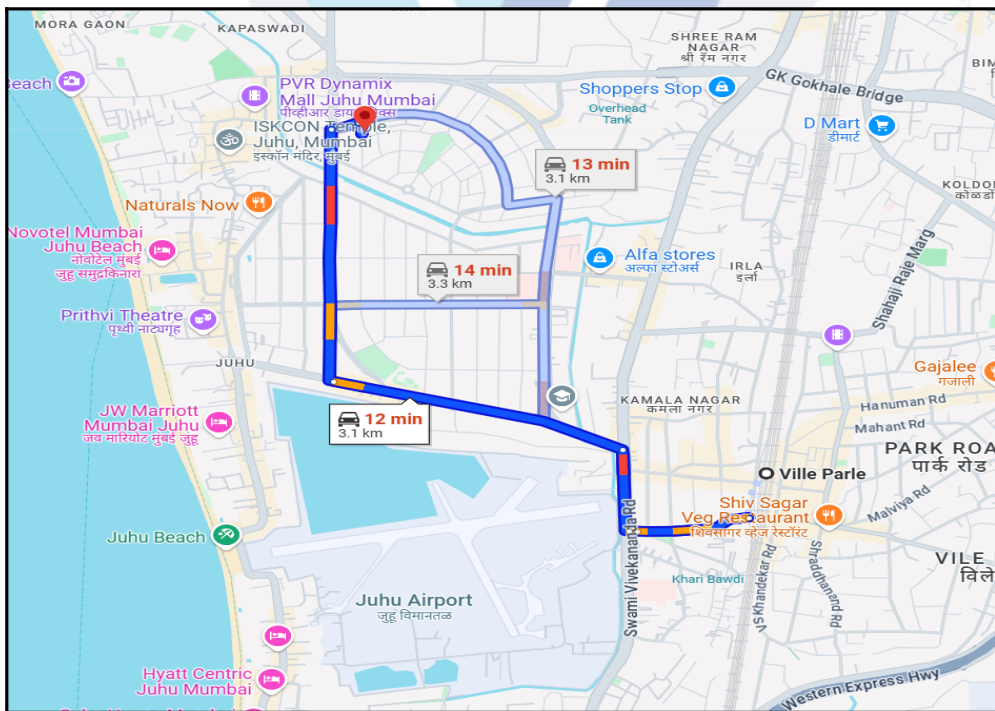 MORA GAON
KAPASWADI
SHREE RAM
NAGAR
श्री रॅम नगर
Beach
PVR Dynamix
Mall Juhu Mumbai
पीव्हीआर
Shoppers Stop
GK Gokhale Bridge
Overhead
Tank
ISKCON Temple,
Juhu, Mumbai
इस्कॉन मंदिर, मुंबई
D Mart
डीमार्ट
13 min
3.1 km
KOLDO
कोळडो
Naturals Now
Novotel Mumbai
Juhu Beach
नोवोटेल मुंबई
जुहू समुद्रकिनारा
Alfa stores
अल्फा स्टोअर्स
IRLA
इर्ला
Shahaji Raje Marg
14 min
3.3 km
Prithvi Theatre
पृथ्वी नाट्यगृह
JUHU
Gajalee
गजाली
KAMALA NAGAR
कमला नगर
Hanuman Rd
Mahant Rd
12 min
3.1 km
JW Marriott
Mumbai Juhu
जव मारियोट मुंबई जुहू
PARK ROA
पार्क रोड
Ville Parle
Malviya Rd
Shiv Sagar
Veg Restaurant
शिवसागर व्हेज रेस्टॉरंट
Swami Vivekananda Rd
Juhu Beach
VS Khandekar Rd
Shraddhanand Rd
VILE
विले
Khari Bawdi
Juhu Airport
जुहू विमानतळ
Hyatt Centric
Juhu Mumbai
Western Express Hwy